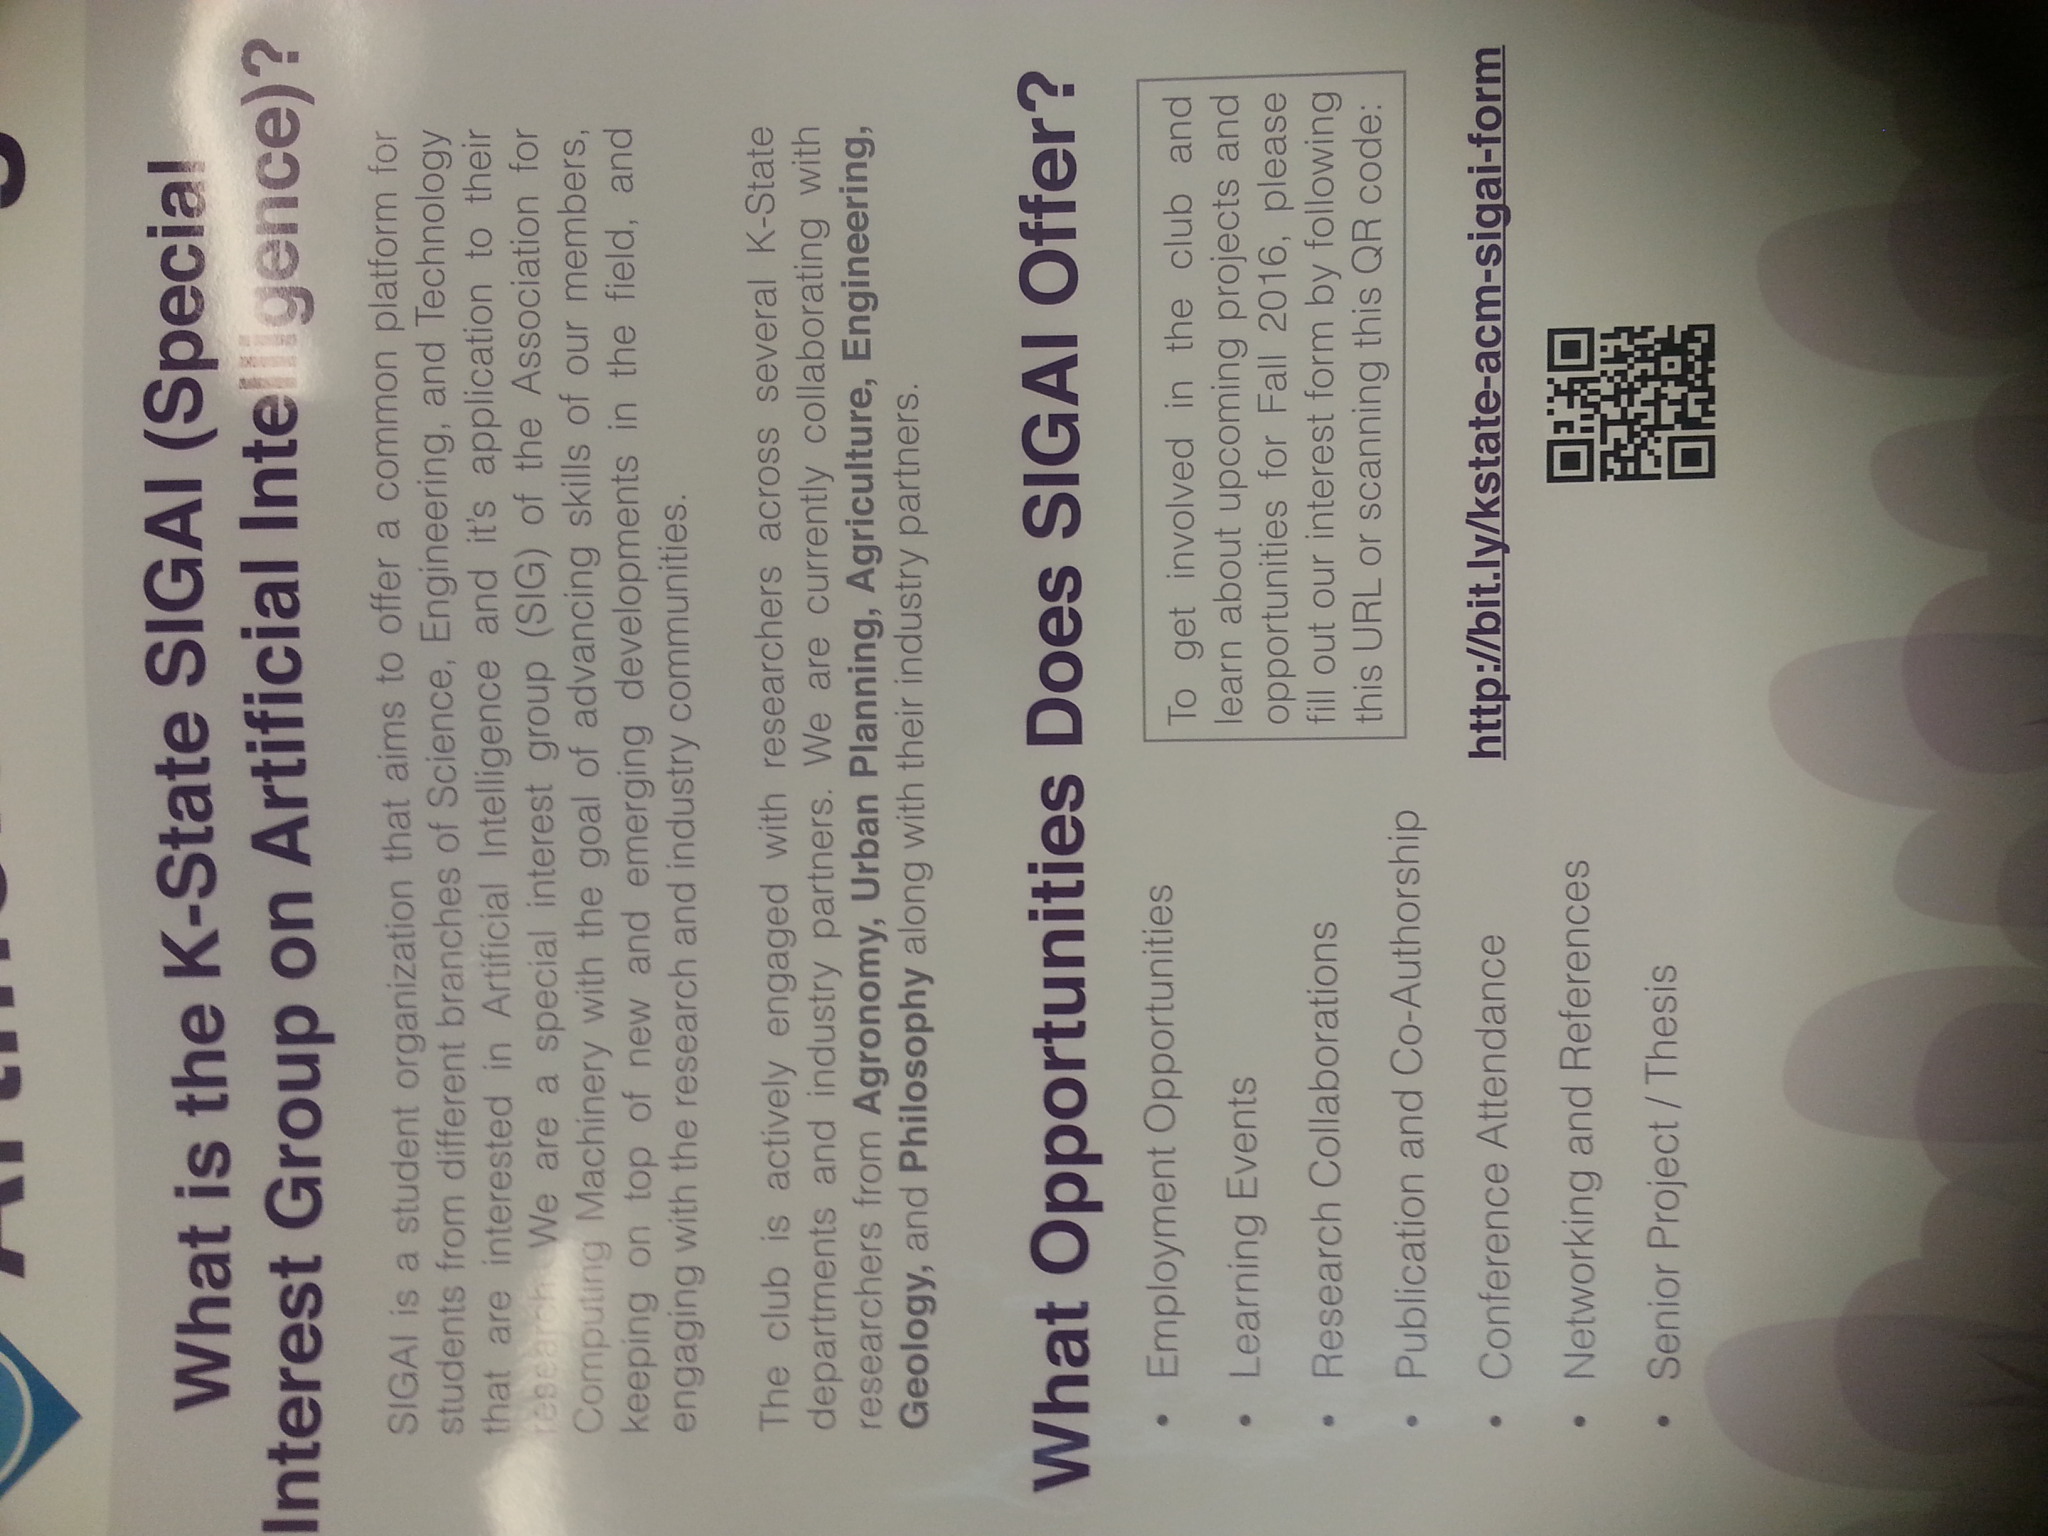 What is the K-State SIGAI (Special
Interest Group on Artificial Intelligence)?
SIGAI is a student organization that aims to offer a common platform for
students from different branches of Science, Engineering, and Technology
that are interested in Artificial Intelligence and it's application to their
research. We are a special interest group (SIG) of the Association for
Computing Machinery with the goal of advancing skills of our members,
keeping on top of new and emerging developments in the field, and
engaging with the research and industry communities.
The club is actively engaged with researchers across several K-State
departments and industry partners. We are currently collaborating with
researchers from Agronomy, Urban Planning, Agriculture, Engineering,
Geology, and Philosophy along with their industry partners.
What Opportunities Does SIGAI Offer?
• Employment Opportunities
• Learning Events
• Research Collaborations
• Publication and Co-Authorship
• Conference Attendance
• Networking and References
• Senior Project / Thesis
To get involved in the club and
learn about upcoming projects and
opportunities for Fall 2016, please
fill out our interest form by following
this URL or scanning this QR code:
http://bit.ly/kstate-acm-sigai-form